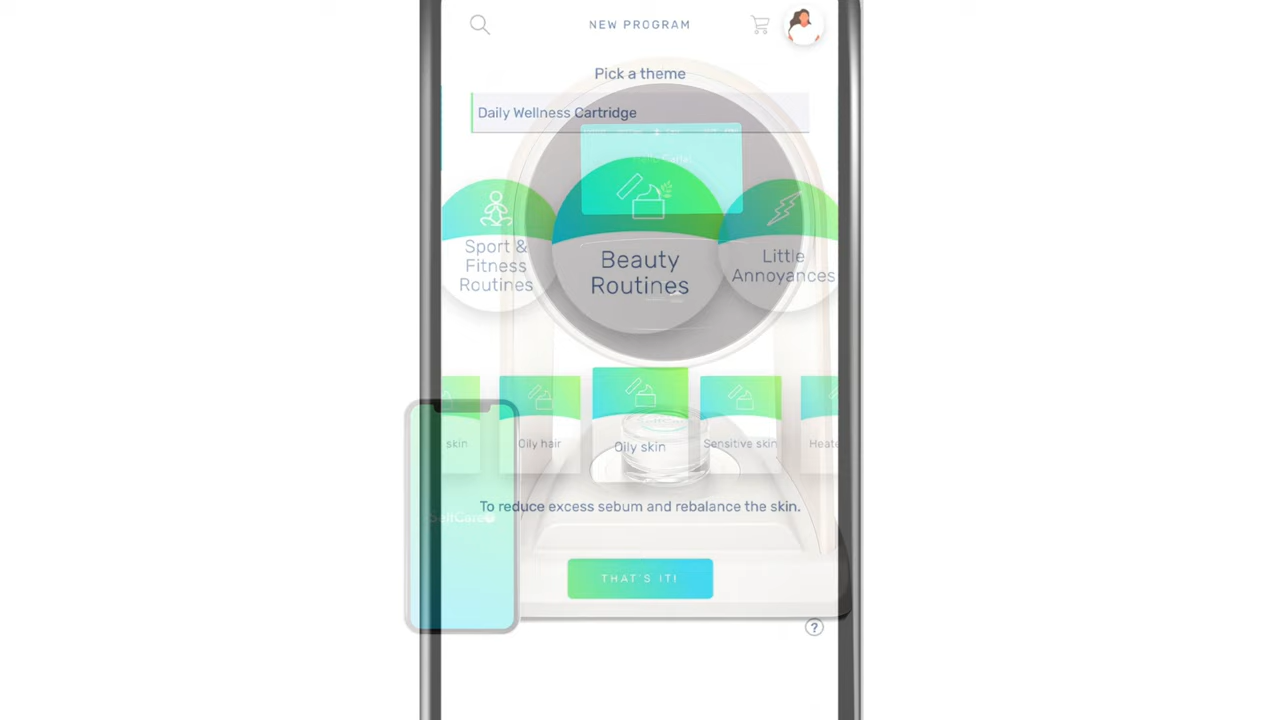 NEW PROGRAM
Pick a theme
Daily Wellness Cartridge
Sport &
Fitness
Routines
Beauty
Routines
Little
Annoyances
skin
Oily hair
Oily skin
Sensitive skin
To reduce excess sebum and rebalance the skin.
SelfCare
THAT'S IT!
?